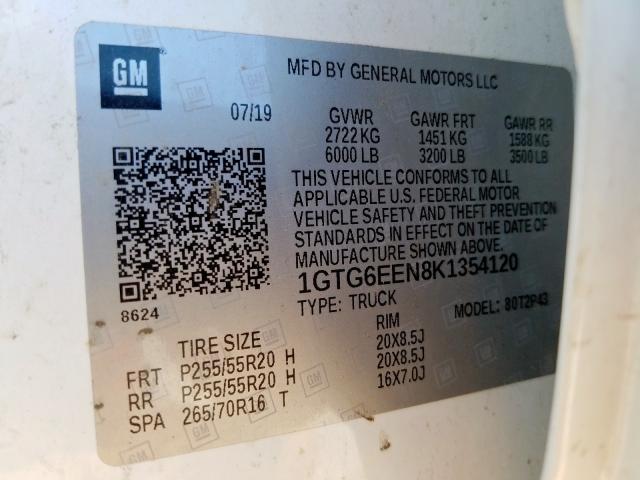 GM
MFD BY GENERAL MOTORS LLC
07/19
GVWR GAWR FRT GAWR RR
2722 KG 1451 KG 1588 KG
6000 LB 3200 LB 3500 LB
THIS VEHICLE CONFORMS TO ALL
APPLICABLE U.S. FEDERAL MOTOR
VEHICLE SAFETY AND THEFT PREVENTION
STANDARDS IN EFFECT ON THE DATE OF
MANUFACTURE SHOWN ABOVE.
1GTG6EEN8K1354120
8624
TYPE: TRUCK MODEL: 80T2P43
TIRE SIZE RIM
FRT P255/55R20 H 20X8.5J
RR P255/55R20 H 20X8.5J
SPA 265/70R16 T 16X7.0J